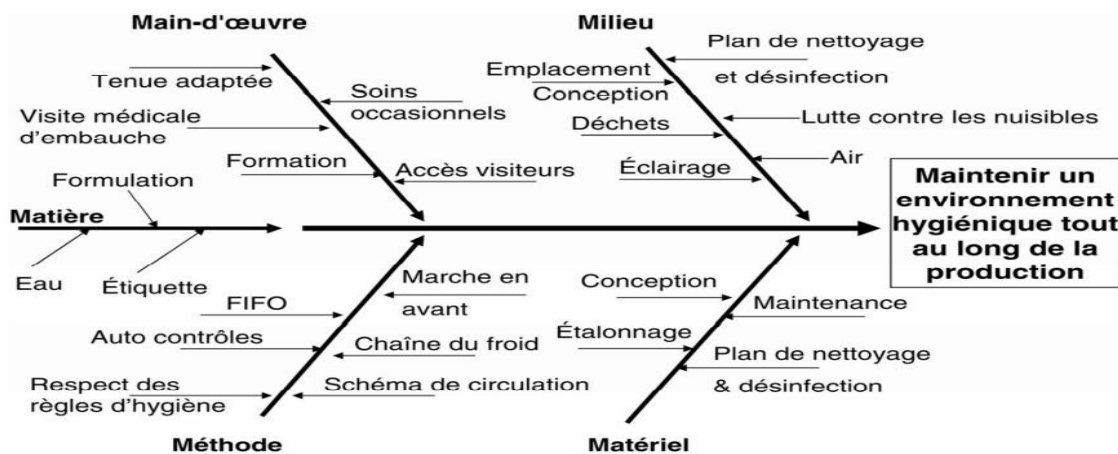 Main-d'œuvre
Tenue adaptée
Visite médicale
d'embauche
Formation
Soins
occasionnels
Accès visiteurs
Milieu
Emplacement
Conception
Déchets
Éclairage
Plan de nettoyage
et désinfection
Lutte contre les nuisibles
Air
Matière
Formulation
Eau
Étiquette
Maintenir un
environnement
hygiénique tout
au long de la
production
FIFO
Auto contrôles
Respect des
règles d'hygiène
Marche en
avant
Chaîne du froid
Schéma de circulation
Méthode
Conception
Étalonnage
Maintenance
Plan de nettoyage
& désinfection
Matériel